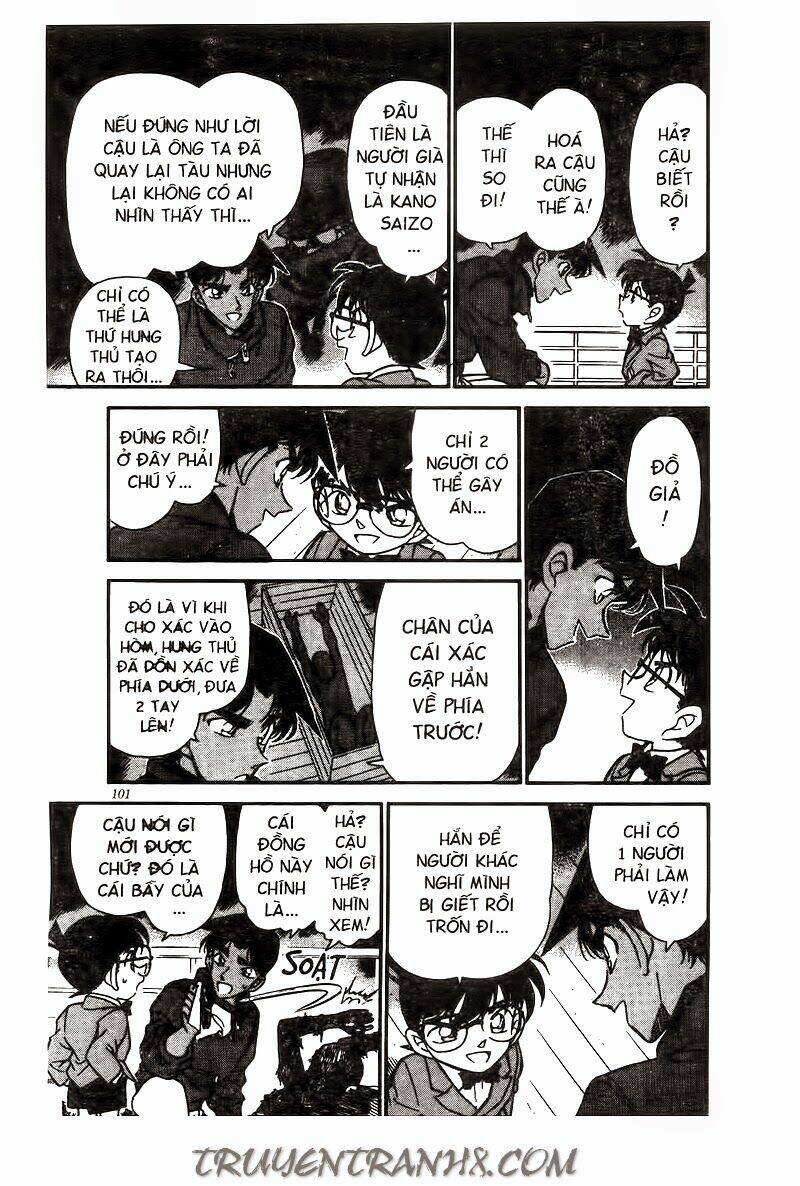 HẢ?
CẬU
BIẾT
RỒI
?
HOÁ
RA CẬU
CŨNG
THẾ À!
THẾ
THÌ
SO
ĐI!
ĐẦU
TIÊN LÀ
NGƯỜI GIÀ
TỰ NHẬN
LÀ KANO
SAIZO
...
NẾU ĐÚNG NHƯ LỜI
CẬU LÀ ÔNG TA ĐÃ
QUAY LẠI TÀU NHƯNG
LẠI KHÔNG CÓ AI
NHÌN THẤY THÌ...
CHỈ CÓ
THỂ LÀ
THỨ HUNG
THỦ TẠO
RA THÔI...
ĐỒ
GIẢ
!
CHỈ 2
NGƯỜI CÓ
THỂ GÂY
ÁN...
ĐÚNG RỒI!
Ở ĐÂY PHẢI
CHÚ Ý...
CHÂN CỦA
CÁI XÁC
GẬP HẲN
VỀ PHÍA
TRƯỚC!
ĐÓ LÀ VÌ KHI
CHO XÁC VÀO
HÒM, HUNG THỦ
ĐÃ DỒN XÁC VỀ
PHÍA DƯỚI, ĐƯA
2 TAY
LÊN!
101
CHỈ CÓ
1 NGƯỜI
PHẢI LÀM
VẬY!
HẮN ĐỂ
NGƯỜI KHÁC
NGHĨ MÌNH
BỊ GIẾT RỒI
TRỐN ĐI...
HẢ?
CẬU
NÓI GÌ
THẾ?
NHÌN
XEM!
CÁI
ĐỒNG
HỒ NÀY
CHÍNH
LÀ...
CẬU NÓI GÌ
MỚI ĐƯỢC
CHỨ? ĐÓ LÀ
CÁI BẪY CỦA
...
SOẠT
TRUYENTRANH8.COM